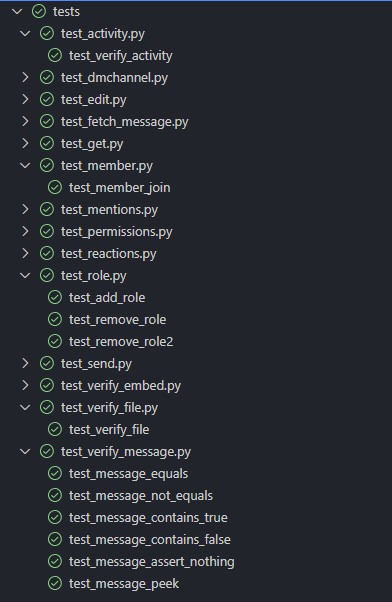 tests
test_activity.py
test_verify_activity
test_dmchannel.py
test_edit.py
test_fetch_message.py
test_get.py
test_member.py
test_member_join
test_mentions.py
test_permissions.py
test_reactions.py
test_role.py
test_add_role
test_remove_role
test_remove_role2
test_send.py
test_verify_embed.py
test_verify_file.py
test_verify_file
test_verify_message.py
test_message_equals
test_message_not_equals
test_message_contains_true
test_message_contains_false
test_message_assert_nothing
test_message_peek